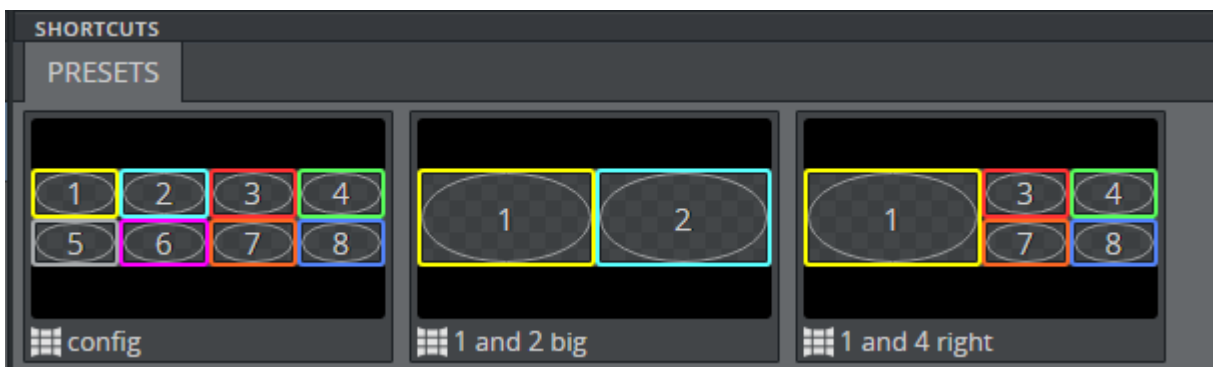 SHORTCUTS
PRESETS
1 2 3 4
5 6 7 8
config
1 2
1 and 2 big
1 3 4
7 8
1 and 4 right